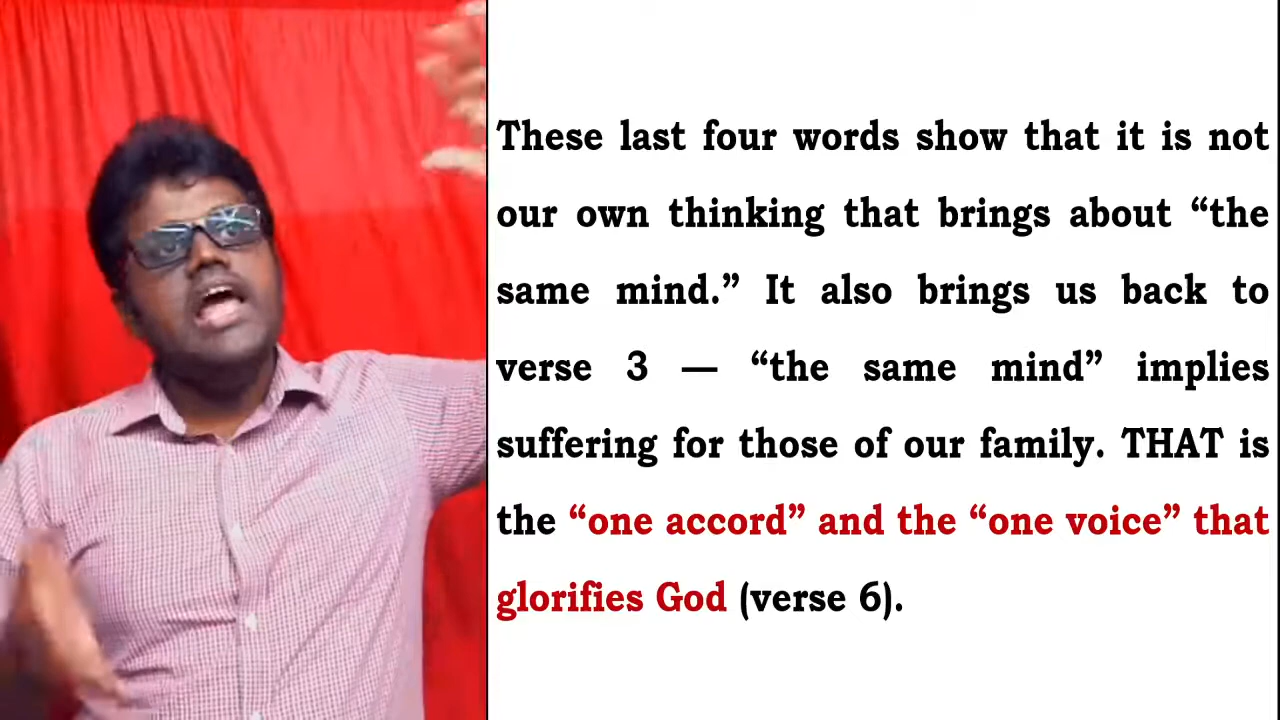 These last four words show that it is not
our own thinking that brings about “the
same mind.” It also brings us back to
verse 3 — “the same mind” implies
suffering for those of our family. THAT is
the “one accord” and the “one voice” that
glorifies God (verse 6).